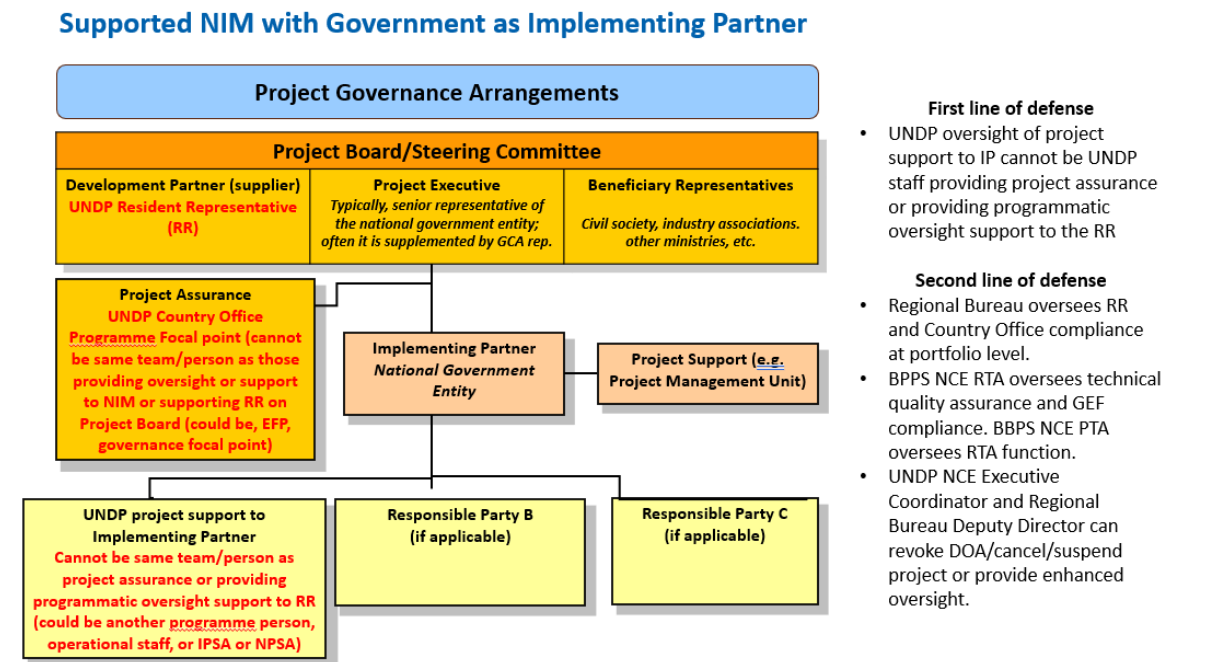 Supported NIM with Government as Implementing Partner
Project Governance Arrangements
Project Board/Steering Committee
Development Partner (supplier)
UNDP Resident Representative
(RR)
Project Executive
Typically, senior representative of
the national government entity;
often it is supplemented by GCA rep.
Beneficiary Representatives
Civil society, industry associations.
other ministries, etc.
Project Assurance
UNDP Country Office
Programme Focal point (cannot
be same team/person as those
providing oversight or support
to NIM or supporting RR on
Project Board (could be, EFP,
governance focal point)
Implementing Partner
National Government
Entity
Project Support (e.g.
Project Management Unit)
UNDP project support to
Implementing Partner
Cannot be same team/person as
project assurance or providing
programmatic oversight support to RR
(could be another programme person,
operational staff, or IPSA or NPSA)
Responsible Party B
(if applicable)
Responsible Party C
(if applicable)
First line of defense
• UNDP oversight of project
support to IP cannot be UNDP
staff providing project assurance
or providing programmatic
oversight support to the RR
Second line of defense
• Regional Bureau oversees RR
and Country Office compliance
at portfolio level.
• BPPS NCE RTA oversees technical
quality assurance and GEF
compliance. BBPS NCE PTA
oversees RTA function.
• UNDP NCE Executive
Coordinator and Regional
Bureau Deputy Director can
revoke DOA/cancel/suspend
project or provide enhanced
oversight.